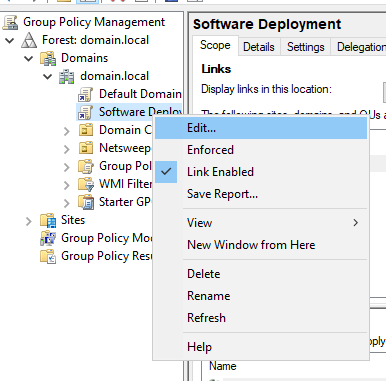 Group Policy Management
Forest: domain.local
Domains
domain.local
Default Domain
Software Deploy
Domain C
Netsweepe
Group Poli
WMI Filter
Starter GP
Sites
Group Policy Mo
Group Policy Resu
Software Deployment
Scope
Details
Settings
Delegation
Links
Display links in this location:
The following sites, domains, and OUs a
Edit...
Enforced
Link Enabled
Save Report...
View
New Window from Here
Delete
Rename
Refresh
Help
pply
Name